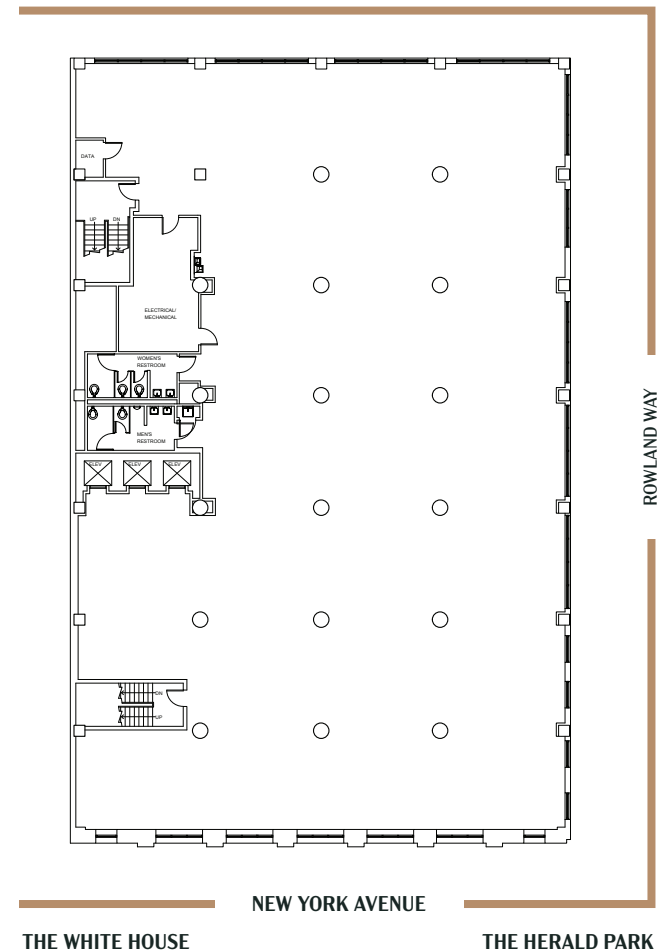 DATA
UP DN
ELECTRICAL/
MECHANICAL
WOMEN'S
RESTROOM
MEN'S
RESTROOM
ELEV ELEV ELEV
DN
UP
ROWLAND WAY
NEW YORK AVENUE
THE WHITE HOUSE THE HERALD PARK